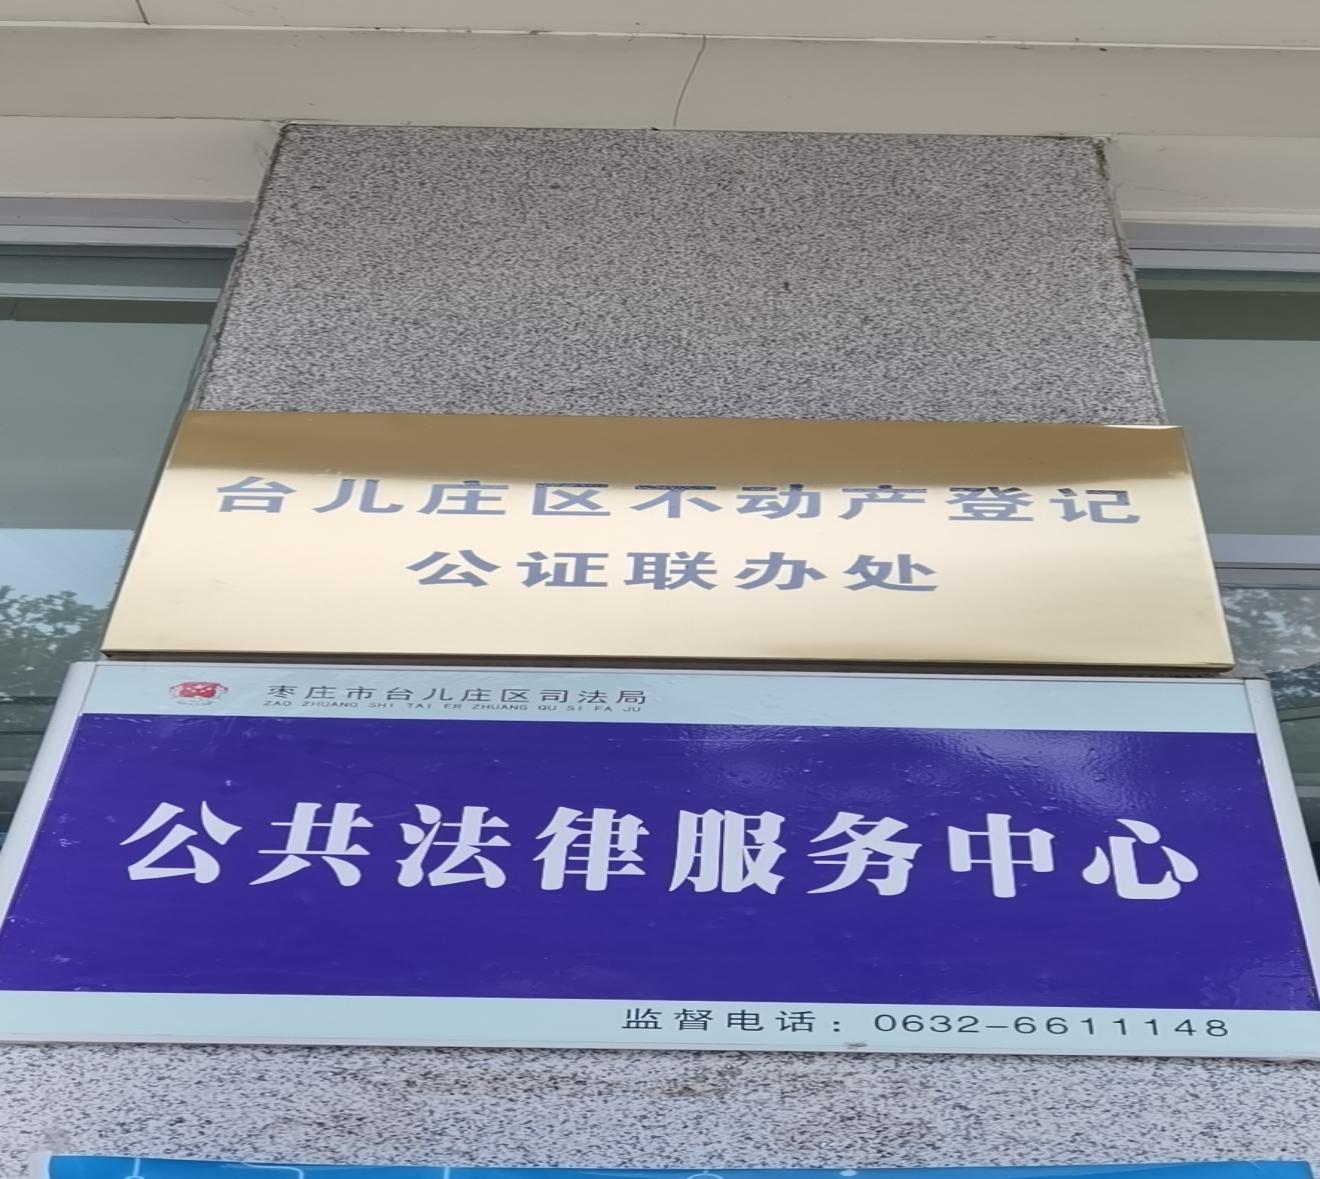 台儿庄区不动产登记
公证联办处
枣庄市台儿庄区司法局
ZAO ZHUANG SHI TAI ER ZHUANG QU SI FA JU
公共法律服务中心
监督电话：0632-6611148